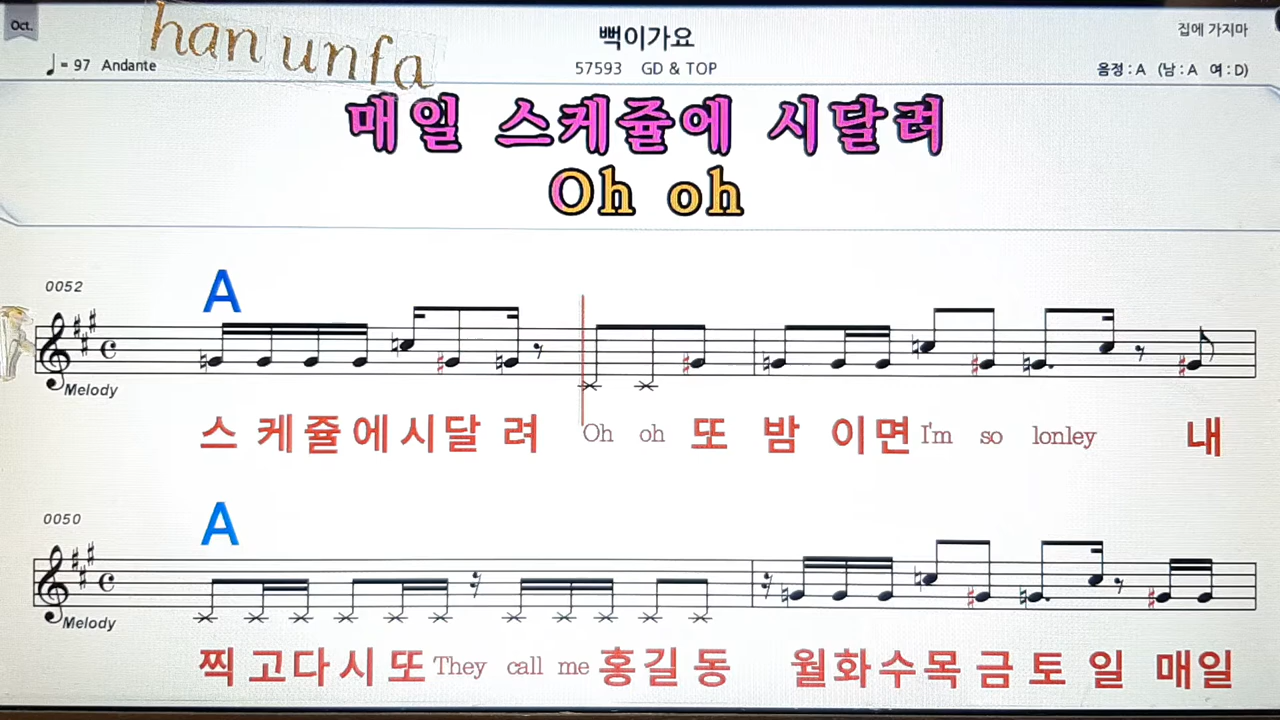 Oct.
han unfa
뻑이가요
집에 가지마
♩= 97 Andante
57593 GD & TOP
음정 : A (남 : A 여 : D)
매일 스케쥴에 시달려
Oh oh
0052
A
Melody
스 케 쥴 에 시 달 려 Oh oh 또 밤 이 면 I'm so lonley 내
0050
A
Melody
찍 고 다 시 또 They call me 홍 길 동 월 화 수 목 금 토 일 매 일